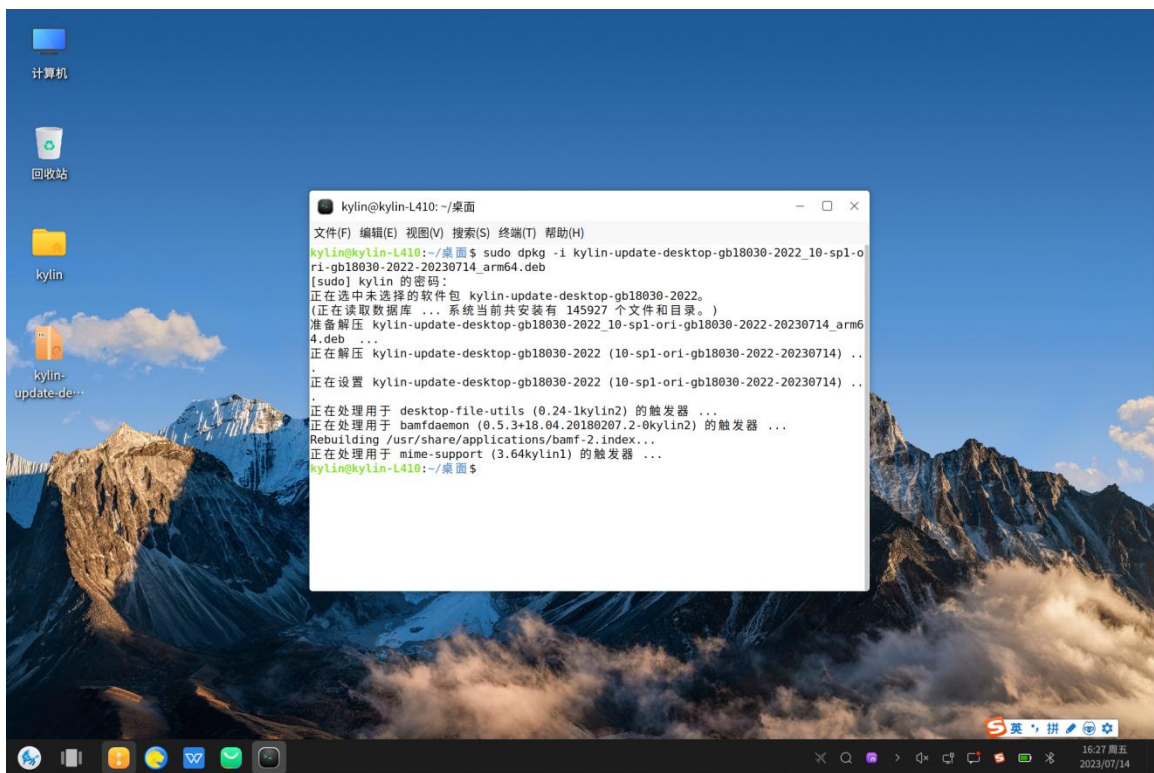 计算机
回收站
kylin
kylin-
update-de…
kylin@kylin-L410: ~/桌面
文件(F) 编辑(E) 视图(V) 搜索(S) 终端(T) 帮助(H)
kylin@kylin-L410:~/桌面$ sudo dpkg -i kylin-update-desktop-gb18030-2022_10-sp1-o
ri-gb18030-2022-20230714_arm64.deb
[sudo] kylin 的密码：
正在选中未选择的软件包 kylin-update-desktop-gb18030-2022。
(正在读取数据库 ... 系统当前共安装有 145927 个文件和目录。)
准备解压 kylin-update-desktop-gb18030-2022_10-sp1-ori-gb18030-2022-20230714_arm6
4.deb  ...
正在解压 kylin-update-desktop-gb18030-2022 (10-sp1-ori-gb18030-2022-20230714) ..
.
正在设置 kylin-update-desktop-gb18030-2022 (10-sp1-ori-gb18030-2022-20230714) ..
.
正在处理用于 desktop-file-utils (0.24-1kylin2) 的触发器 ...
正在处理用于 bamfdaemon (0.5.3+18.04.20180207.2-0kylin2) 的触发器 ...
Rebuilding /usr/share/applications/bamf-2.index...
正在处理用于 mime-support (3.64kylin1) 的触发器 ...
kylin@kylin-L410:~/桌面$
英 拼
16:27 周五
2023/07/14